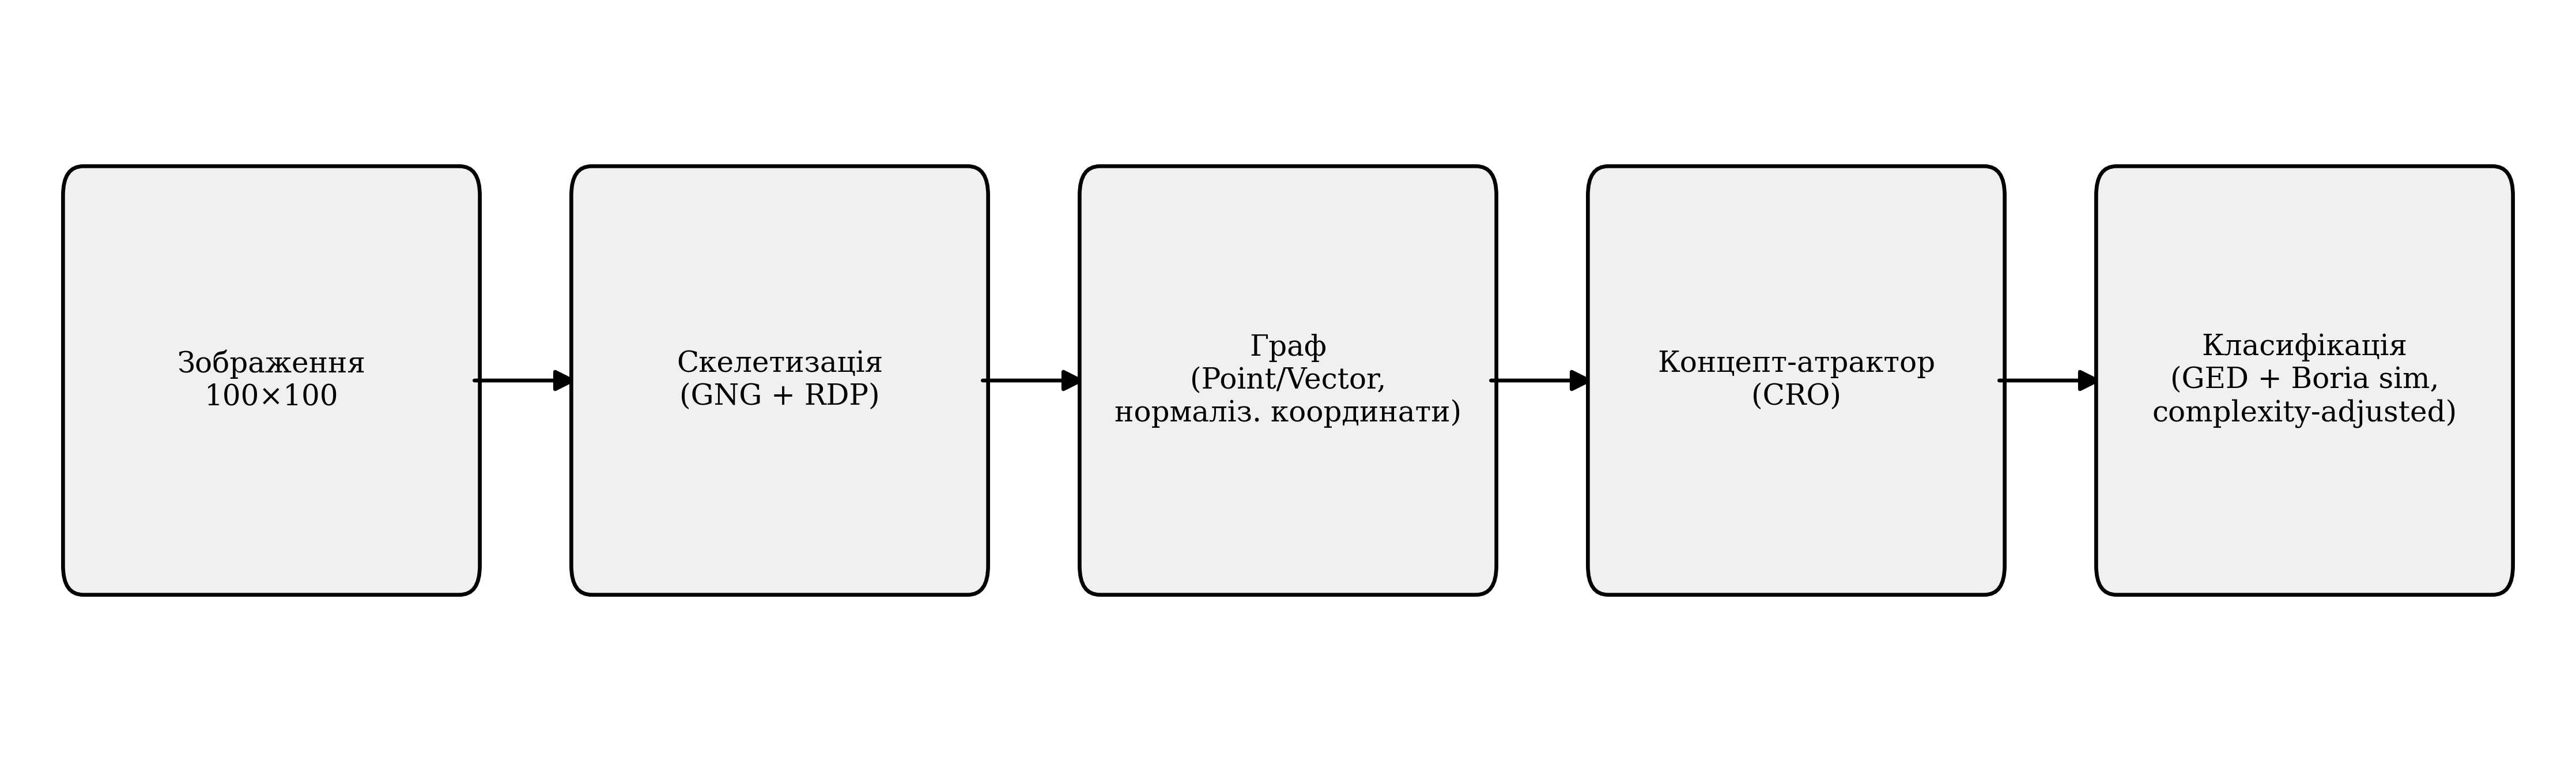 Зображення
100×100
Скелетизація
(GNG + RDP)
Граф
(Point/Vector,
нормаліз. координати)
Концепт-атрактор
(CRO)
Класифікація
(GED + Boria sim,
complexity-adjusted)